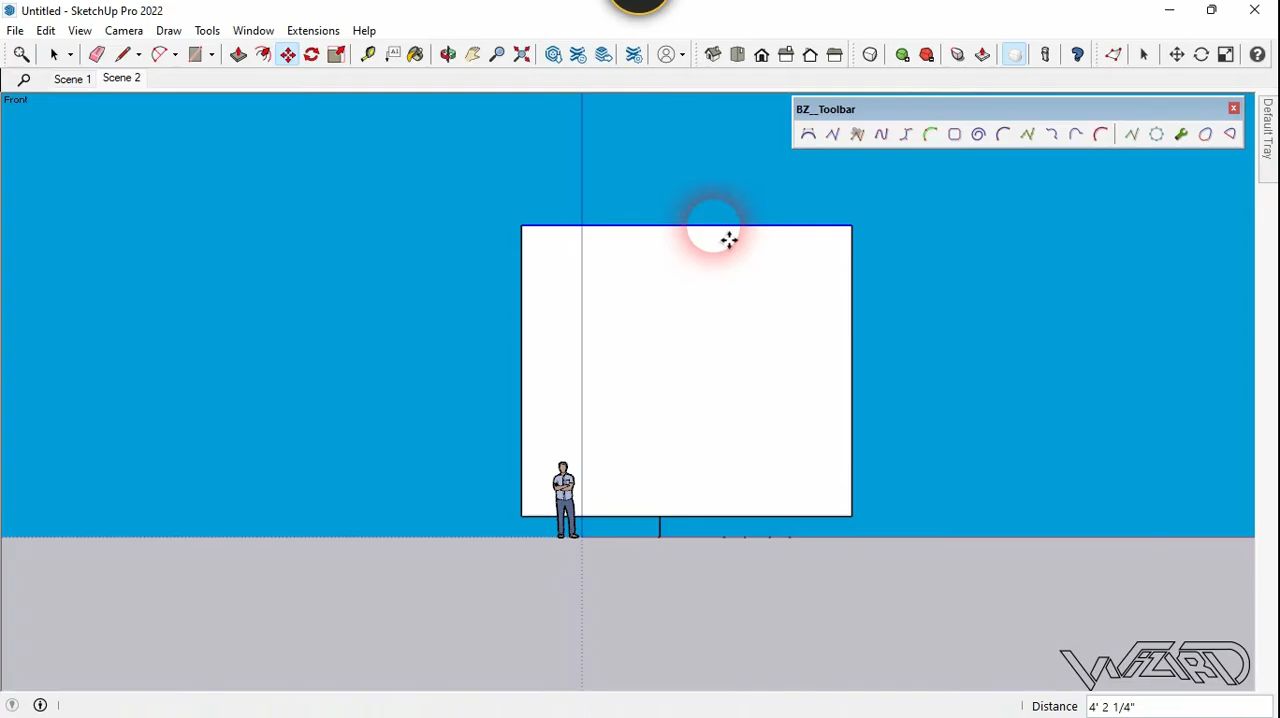 Untitled - SketchUp Pro 2022
File Edit View Camera Draw Tools Window Extensions Help
Scene 1 Scene 2
Front
BZ__Toolbar
Default Tray
WIZARD
Distance 4' 2 1/4"